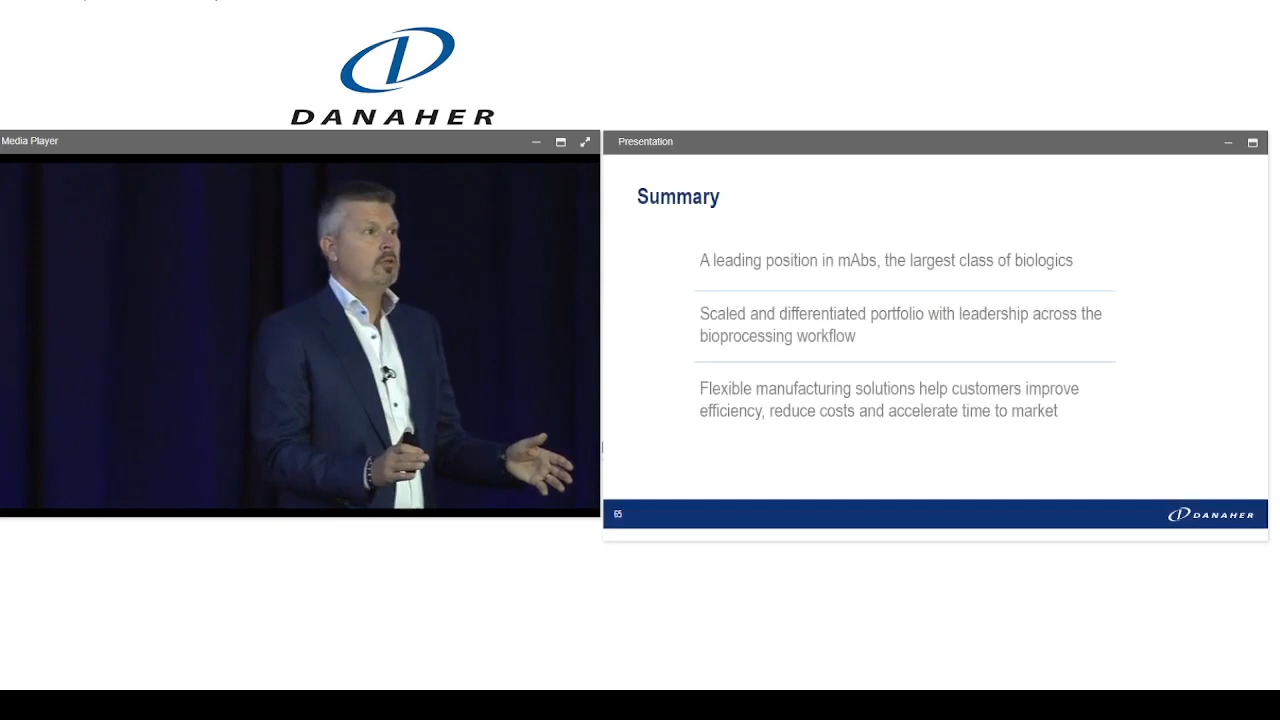 DANAHER
Media Player
Presentation
Summary
A leading position in mAbs, the largest class of biologics
Scaled and differentiated portfolio with leadership across the
bioprocessing workflow
Flexible manufacturing solutions help customers improve
efficiency, reduce costs and accelerate time to market
65
DANAHER